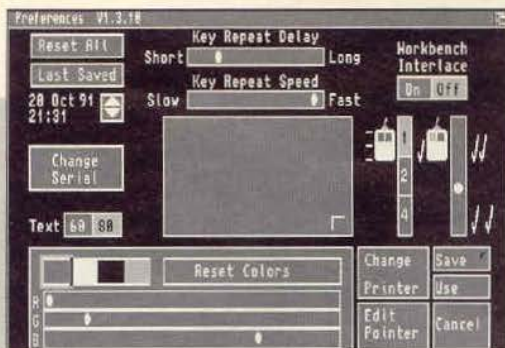 Preferences V1.3.10
Reset All
Last Saved
20 Oct 91
21:31
Key Repeat Delay
Short
Long
Key Repeat Speed
Slow
Fast
Workbench
Interlace
On
Off
Change
Serial
1
2
4
Text
60
80
Reset Colors
R
G
B
Change
Printer
Edit
Pointer
Save
Use
Cancel